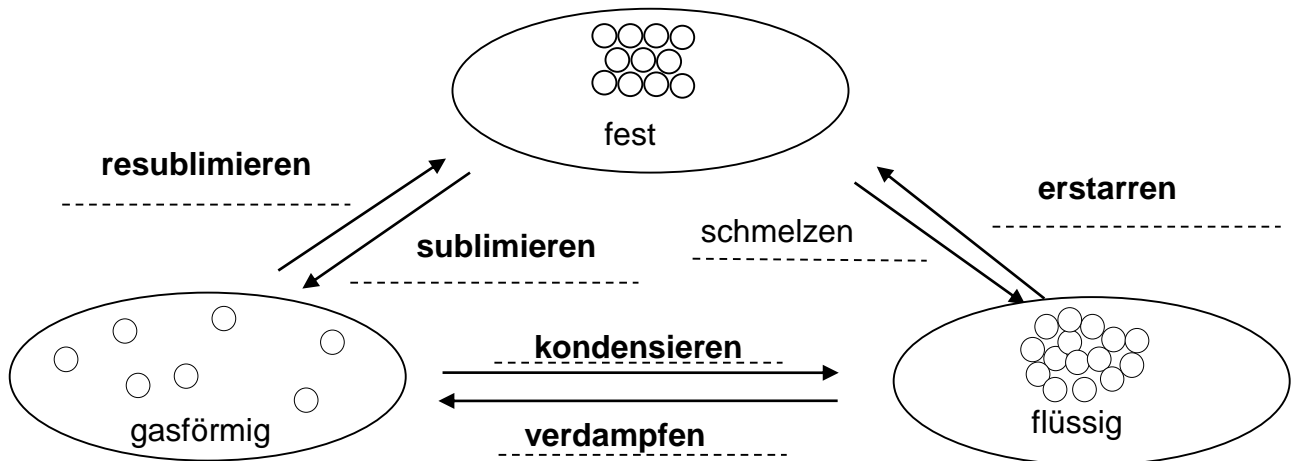 fest
resublimieren
erstarren
schmelzen
sublimieren
kondensieren
gasförmig
verdampfen
flüssig